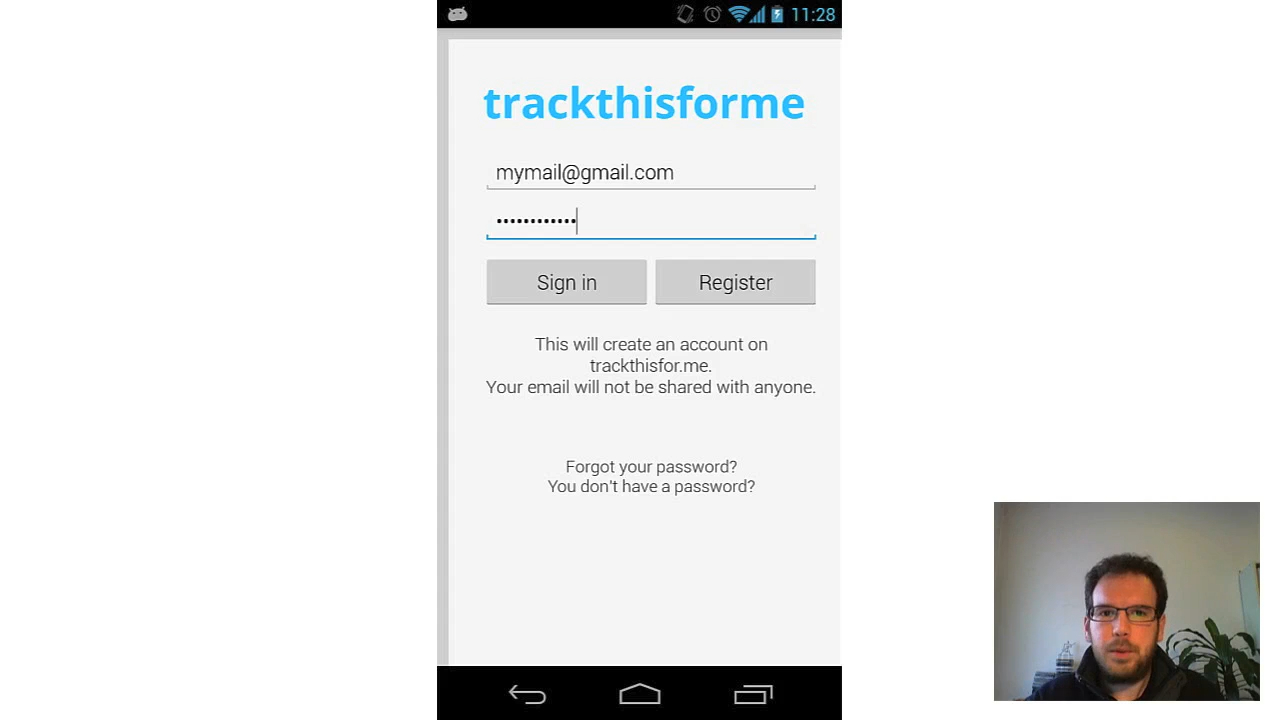 11:28
trackthisforme
mymail@gmail.com
••••••••••••
Sign in
Register
This will create an account on
trackthisfor.me.
Your email will not be shared with anyone.
Forgot your password?
You don't have a password?